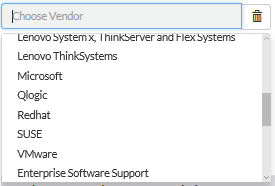 Choose Vendor
Lenovo System x, ThinkServer and Flex Systems
Lenovo ThinkSystems
Microsoft
Qlogic
Redhat
SUSE
VMware
Enterprise Software Support